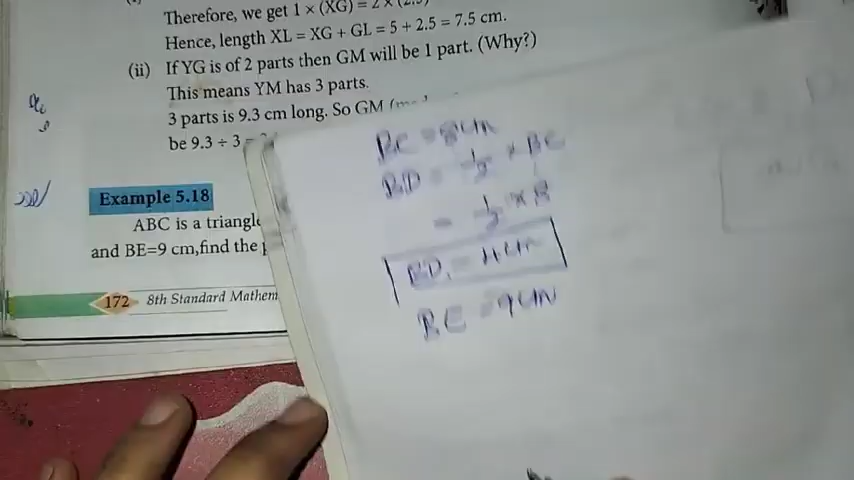 Therefore, we get 1 × (XG) = 2 × (2.5)
Hence, length XL = XG + GL = 5 + 2.5 = 7.5 cm.
(ii) If YG is of 2 parts then GM will be 1 part. (Why?)
This means YM has 3 parts.
3 parts is 9.3 cm long. So GM
be 9.3 ÷ 3 =
Example 5.18
ABC is a triangle
and BE=9 cm,find the
172 8th Standard Mathem
BC = 8cm
BD = 1/2 × BC
= 1/2 × 8
BD = 4cm
BE = 9cm